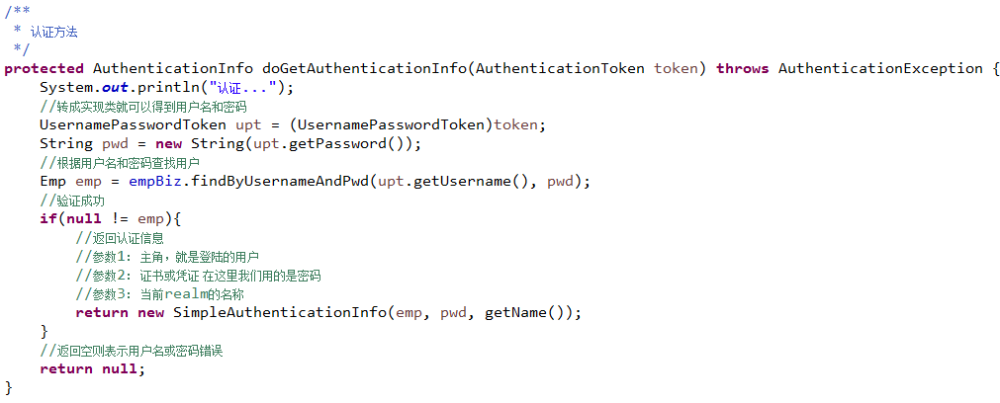 /**
 * 认证方法
 */
protected AuthenticationInfo doGetAuthenticationInfo(AuthenticationToken token) throws AuthenticationException {
    System.out.println("认证...");
    //转成实现类就可以得到用户名和密码
    UsernamePasswordToken upt = (UsernamePasswordToken)token;
    String pwd = new String(upt.getPassword());
    //根据用户名和密码查找用户
    Emp emp = empBiz.findByUsernameAndPwd(upt.getUsername(), pwd);
    //验证成功
    if(null != emp){
        //返回认证信息
        //参数1：主角，就是登陆的用户
        //参数2：证书或凭证 在这里我们用的是密码
        //参数3：当前realm的名称
        return new SimpleAuthenticationInfo(emp, pwd, getName());
    }
    //返回空则表示用户名或密码错误
    return null;
}